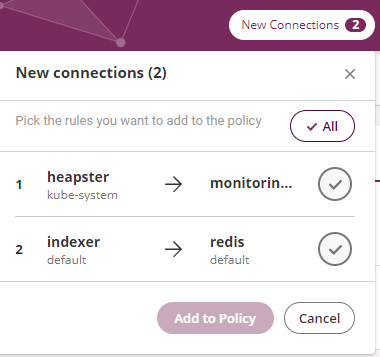 New Connections 2
New connections (2)
Pick the rules you want to add to the policy
All
1 heapster monitorin...
kube-system
2 indexer redis
default default
Add to Policy Cancel